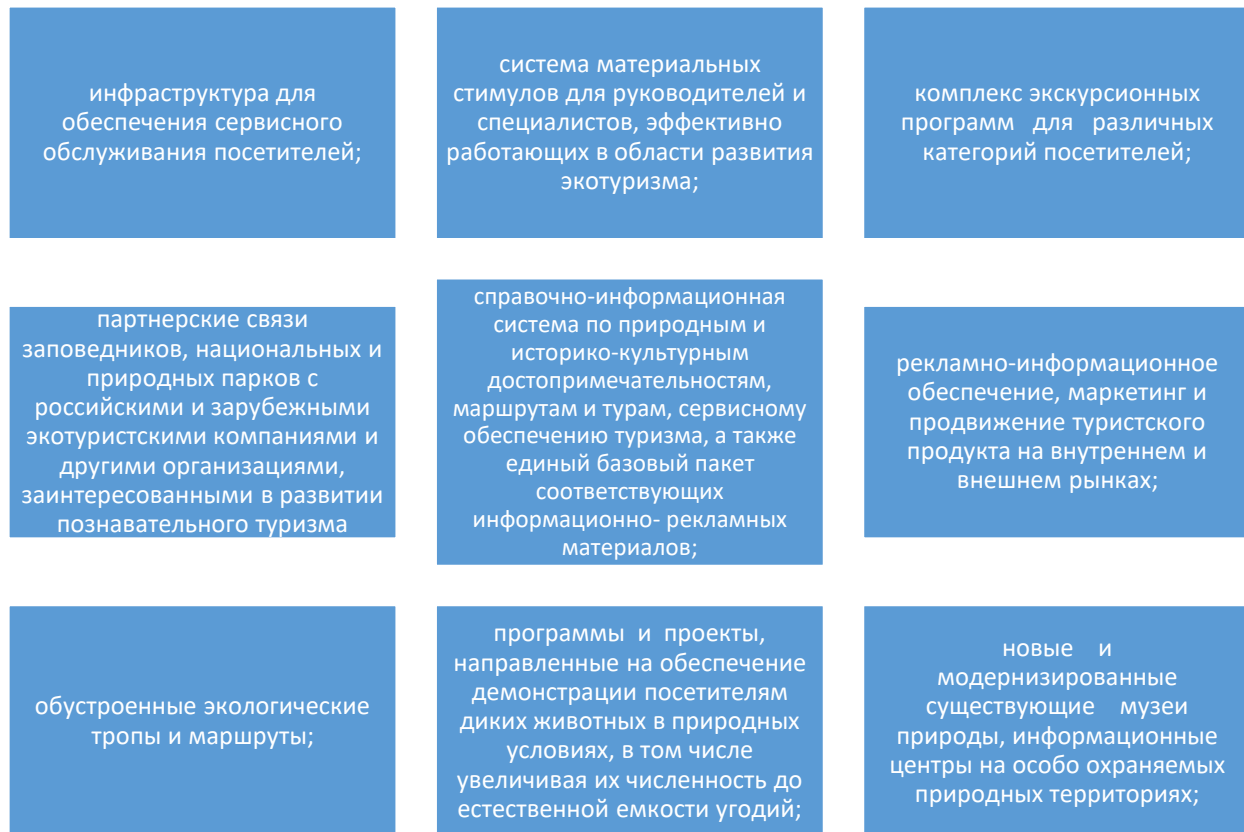 инфраструктура для
обеспечения сервисного
обслуживания посетителей;
система материальных
стимулов для руководителей и
специалистов, эффективно
работающих в области развития
экотуризма;
комплекс экскурсионных
программ для различных
категорий посетителей;
партнерские связи
заповедников, национальных и
природных парков с
российскими и зарубежными
экотуристскими компаниями и
другими организациями,
заинтересованными в развитии
познавательного туризма
справочно-информационная
система по природным и
историко-культурным
достопримечательностям,
маршрутам и турам, сервисному
обеспечению туризма, а также
единый базовый пакет
соответствующих
информационно- рекламных
материалов;
рекламно-информационное
обеспечение, маркетинг и
продвижение туристского
продукта на внутреннем и
внешнем рынках;
обустроенные экологические
тропы и маршруты;
программы и проекты,
направленные на обеспечение
демонстрации посетителям
диких животных в природных
условиях, в том числе
увеличивая их численность до
естественной емкости угодий;
новые и
модернизированные
существующие музеи
природы, информационные
центры на особо охраняемых
природных территориях;